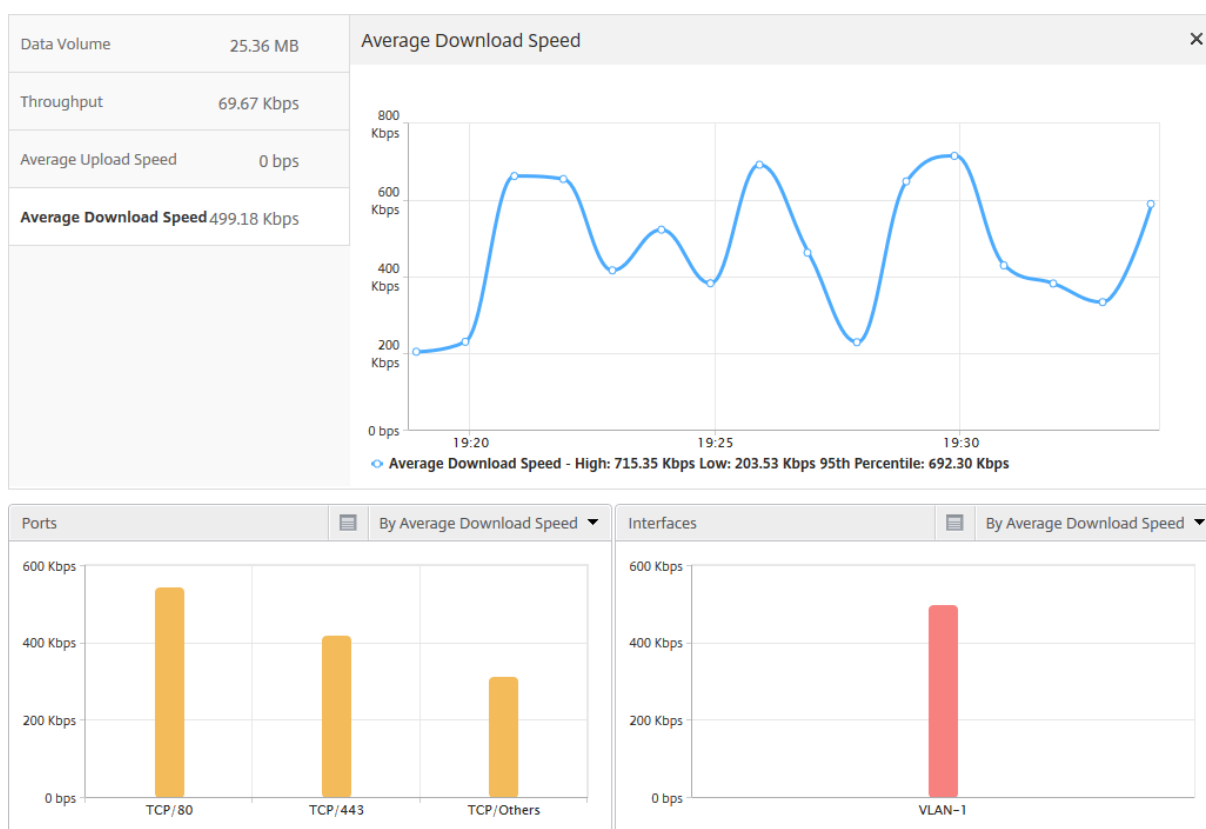 Data Volume 25.36 MB
Throughput 69.67 Kbps
Average Upload Speed 0 bps
Average Download Speed 499.18 Kbps
Average Download Speed ×
800
Kbps
600
Kbps
400
Kbps
200
Kbps
0 bps
19:20 19:25 19:30
Average Download Speed - High: 715.35 Kbps Low: 203.53 Kbps 95th Percentile: 692.30 Kbps
Ports By Average Download Speed
600 Kbps
400 Kbps
200 Kbps
0 bps
TCP/80 TCP/443 TCP/Others
Interfaces By Average Download Speed
600 Kbps
400 Kbps
200 Kbps
0 bps
VLAN-1